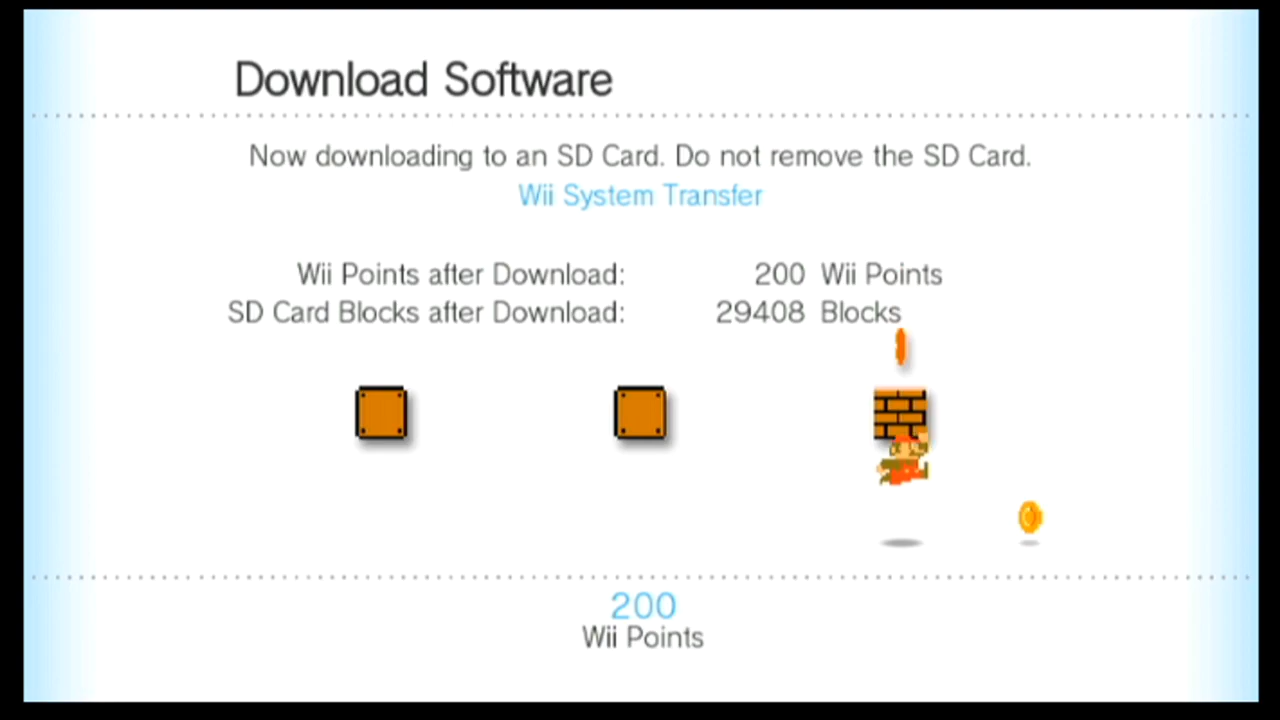 Download Software
Now downloading to an SD Card. Do not remove the SD Card.
Wii System Transfer
Wii Points after Download: 200 Wii Points
SD Card Blocks after Download: 29408 Blocks
200
Wii Points